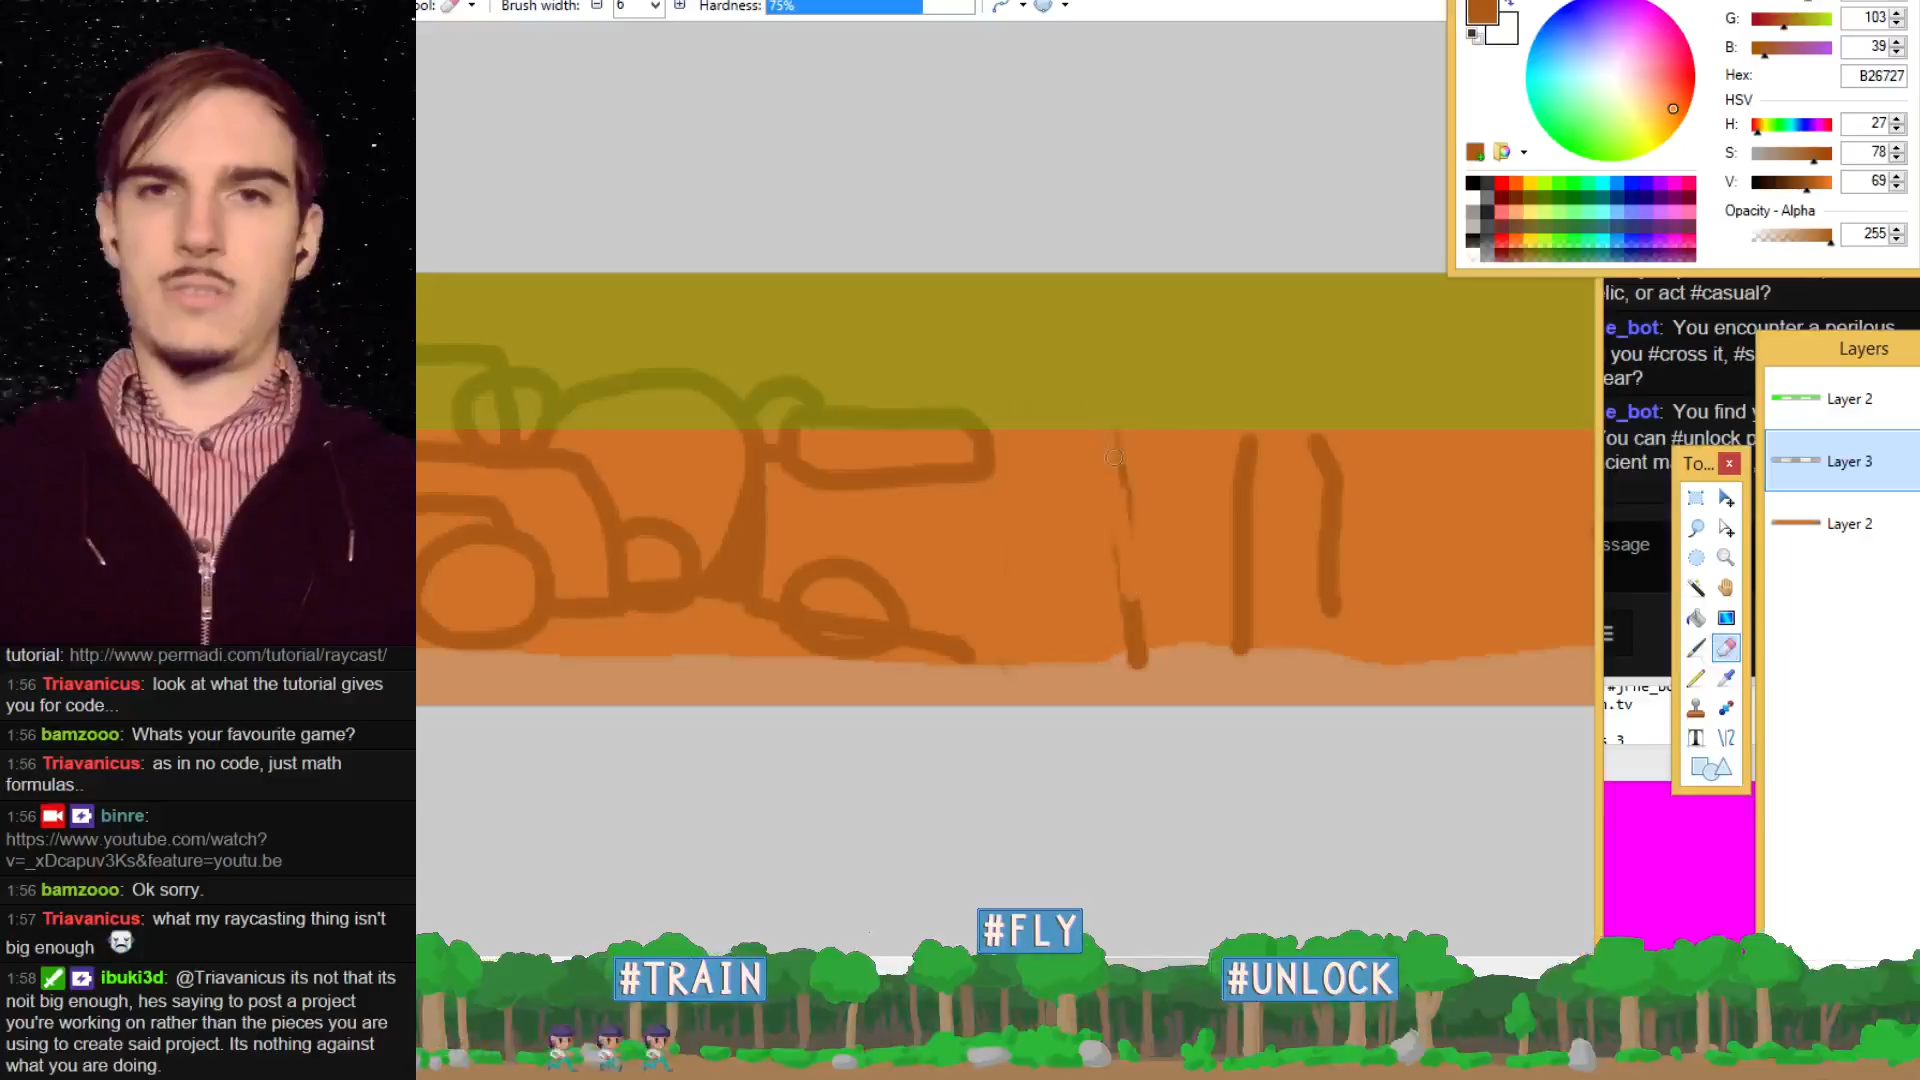 ool:
Brush width: 6
Hardness: 75%
G: 103
B: 39
Hex: B26727
HSV
H: 27
S: 78
V: 69
Opacity - Alpha
255
lic, or act #casual?
e_bot: You encounter a perilous
you #cross it, #s
ear?
e_bot: You find y
ou can #unlock p
cient ma
ssage
n.tv
s 3
Layers
Layer 2
Layer 3
Layer 2
To...
tutorial: http://www.permadi.com/tutorial/raycast/
1:56 Triavanicus: look at what the tutorial gives
you for code...
1:56 bamzooo: Whats your favourite game?
1:56 Triavanicus: as in no code, just math
formulas..
1:56 binre:
https://www.youtube.com/watch?
v=_xDcapuv3Ks&feature=youtu.be
1:56 bamzooo: Ok sorry.
1:57 Triavanicus: what my raycasting thing isn't
big enough
1:58 ibuki3d: @Triavanicus its not that its
noit big enough, hes saying to post a project
you're working on rather than the pieces you are
using to create said project. Its nothing against
what you are doing.
#TRAIN
#FLY
#UNLOCK